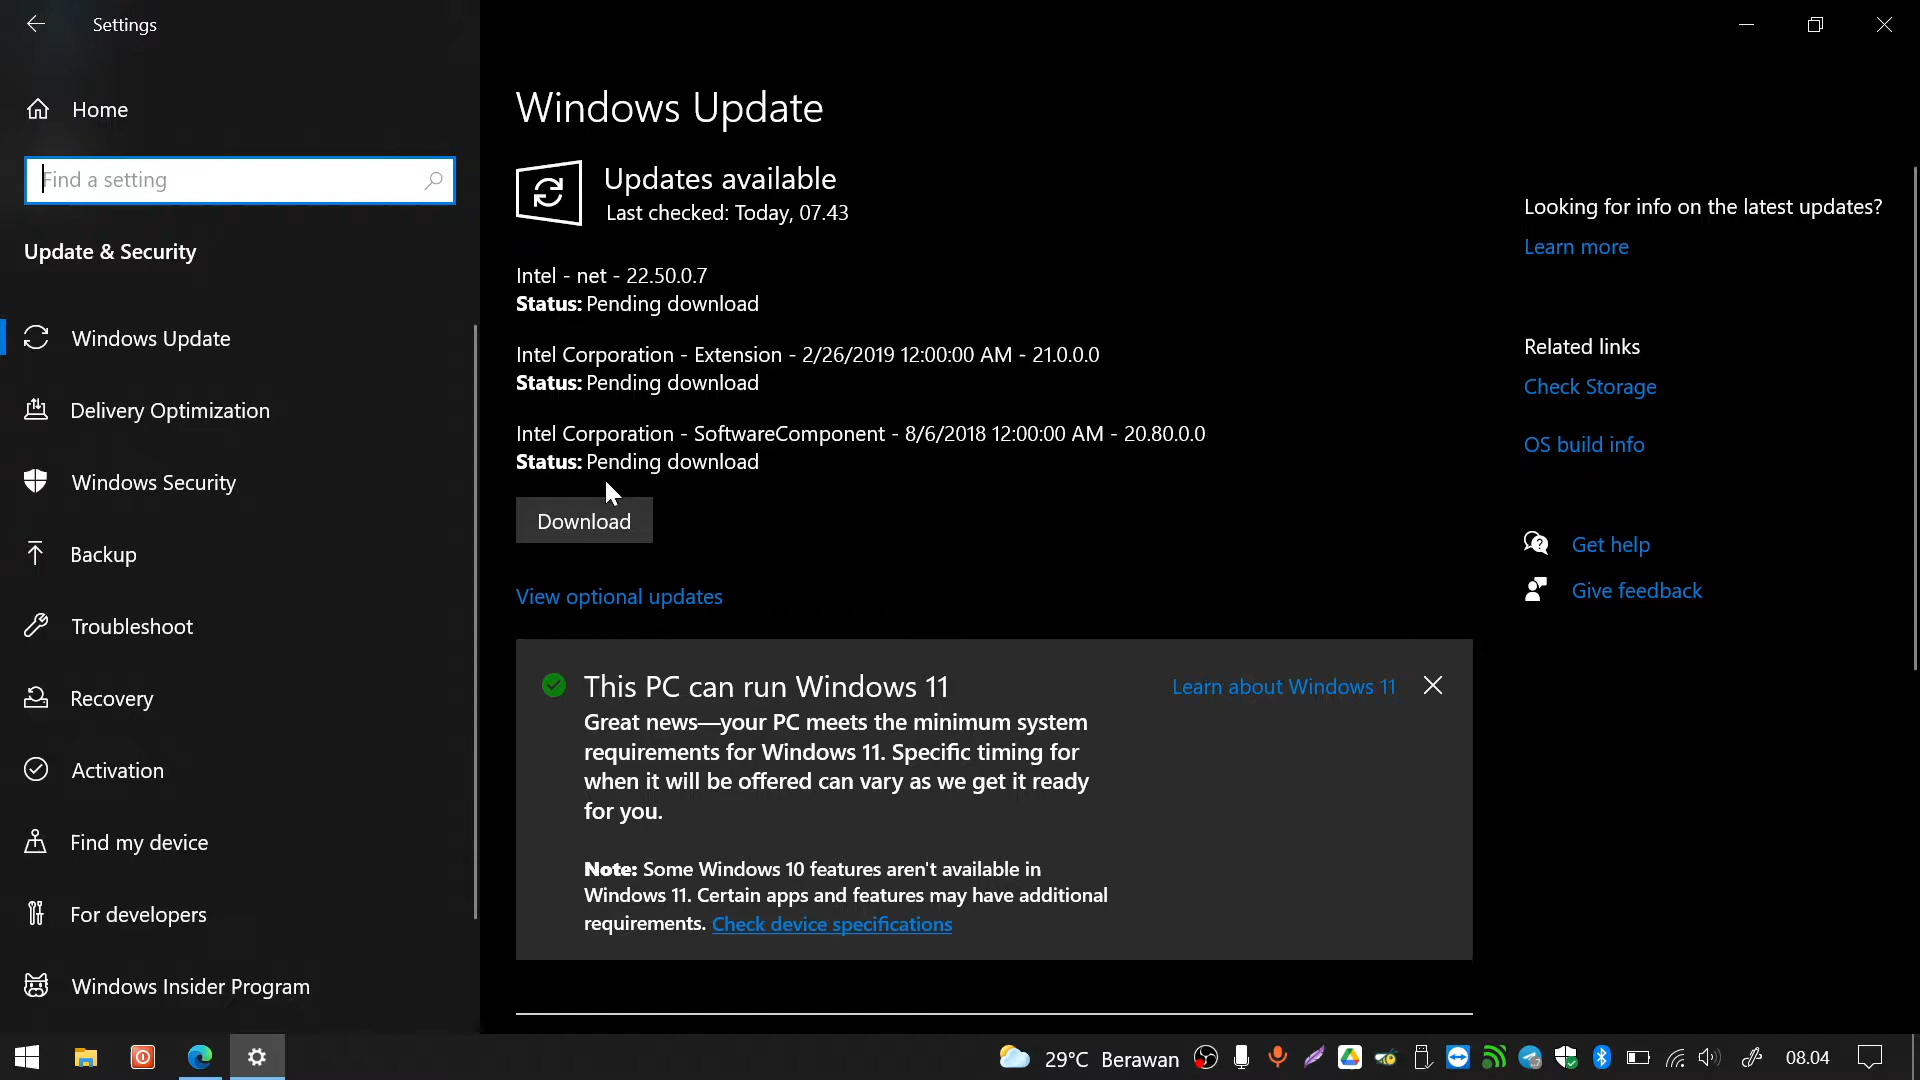 Settings
Home
Find a setting
Update & Security
Windows Update
Delivery Optimization
Windows Security
Backup
Troubleshoot
Recovery
Activation
Find my device
For developers
Windows Insider Program
Windows Update
Updates available
Last checked: Today, 07.43
Intel - net - 22.50.0.7
Status: Pending download
Intel Corporation - Extension - 2/26/2019 12:00:00 AM - 21.0.0.0
Status: Pending download
Intel Corporation - SoftwareComponent - 8/6/2018 12:00:00 AM - 20.80.0.0
Status: Pending download
Download
View optional updates
This PC can run Windows 11
Learn about Windows 11
Great news—your PC meets the minimum system
requirements for Windows 11. Specific timing for
when it will be offered can vary as we get it ready
for you.
Note: Some Windows 10 features aren't available in
Windows 11. Certain apps and features may have additional
requirements. Check device specifications
Looking for info on the latest updates?
Learn more
Related links
Check Storage
OS build info
Get help
Give feedback
29°C Berawan
08.04